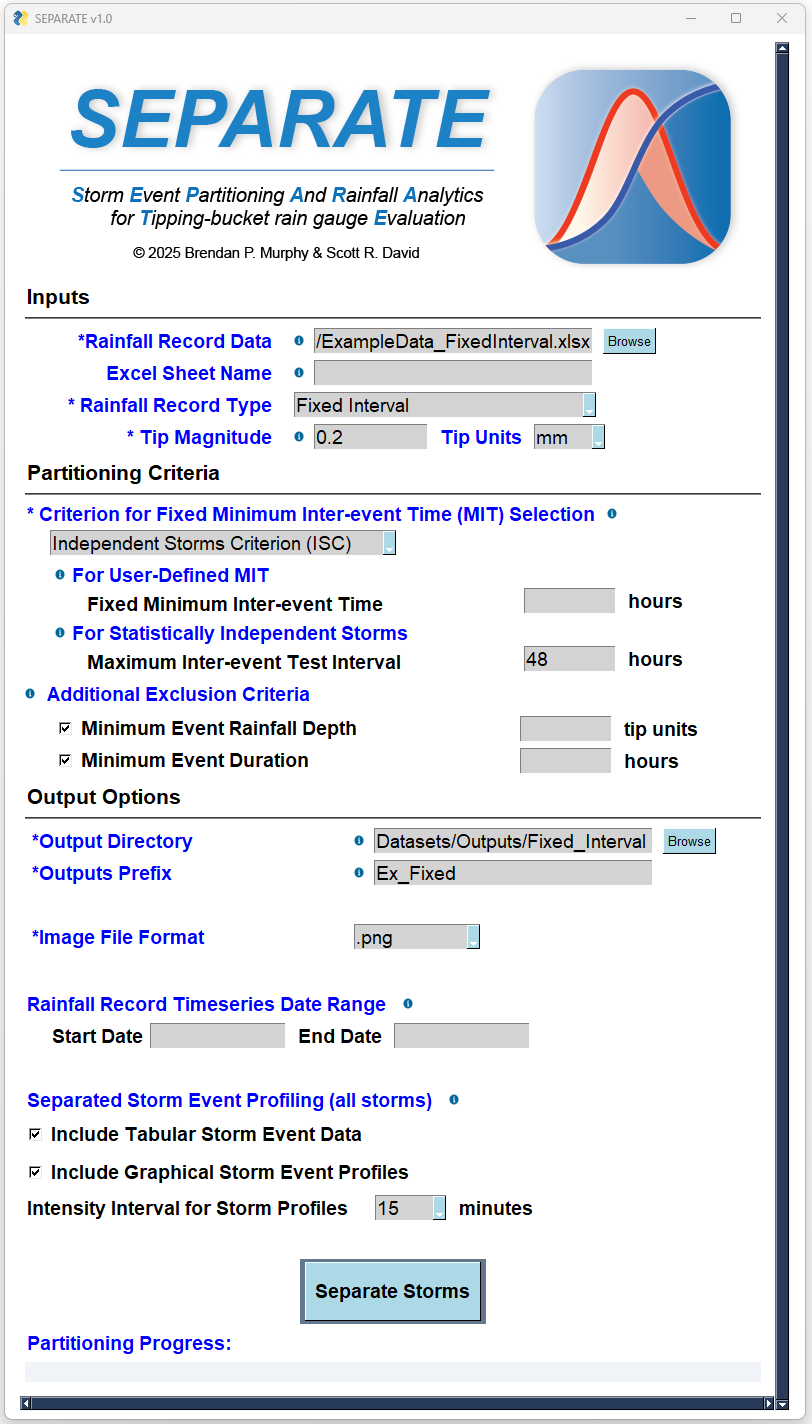 SEPARATE v1.0
SEPARATE
Storm Event Partitioning And Rainfall Analytics
for Tipping-bucket rain gauge Evaluation
© 2025 Brendan P. Murphy & Scott R. David
Inputs
*Rainfall Record Data /ExampleData_FixedInterval.xlsx Browse
Excel Sheet Name
* Rainfall Record Type Fixed Interval
* Tip Magnitude 0.2 Tip Units mm
Partitioning Criteria
* Criterion for Fixed Minimum Inter-event Time (MIT) Selection
Independent Storms Criterion (ISC)
For User-Defined MIT
Fixed Minimum Inter-event Time hours
For Statistically Independent Storms
Maximum Inter-event Test Interval 48 hours
Additional Exclusion Criteria
Minimum Event Rainfall Depth tip units
Minimum Event Duration hours
Output Options
*Output Directory Datasets/Outputs/Fixed_Interval Browse
*Outputs Prefix Ex_Fixed
*Image File Format .png
Rainfall Record Timeseries Date Range
Start Date End Date
Separated Storm Event Profiling (all storms)
Include Tabular Storm Event Data
Include Graphical Storm Event Profiles
Intensity Interval for Storm Profiles 15 minutes
Separate Storms
Partitioning Progress: